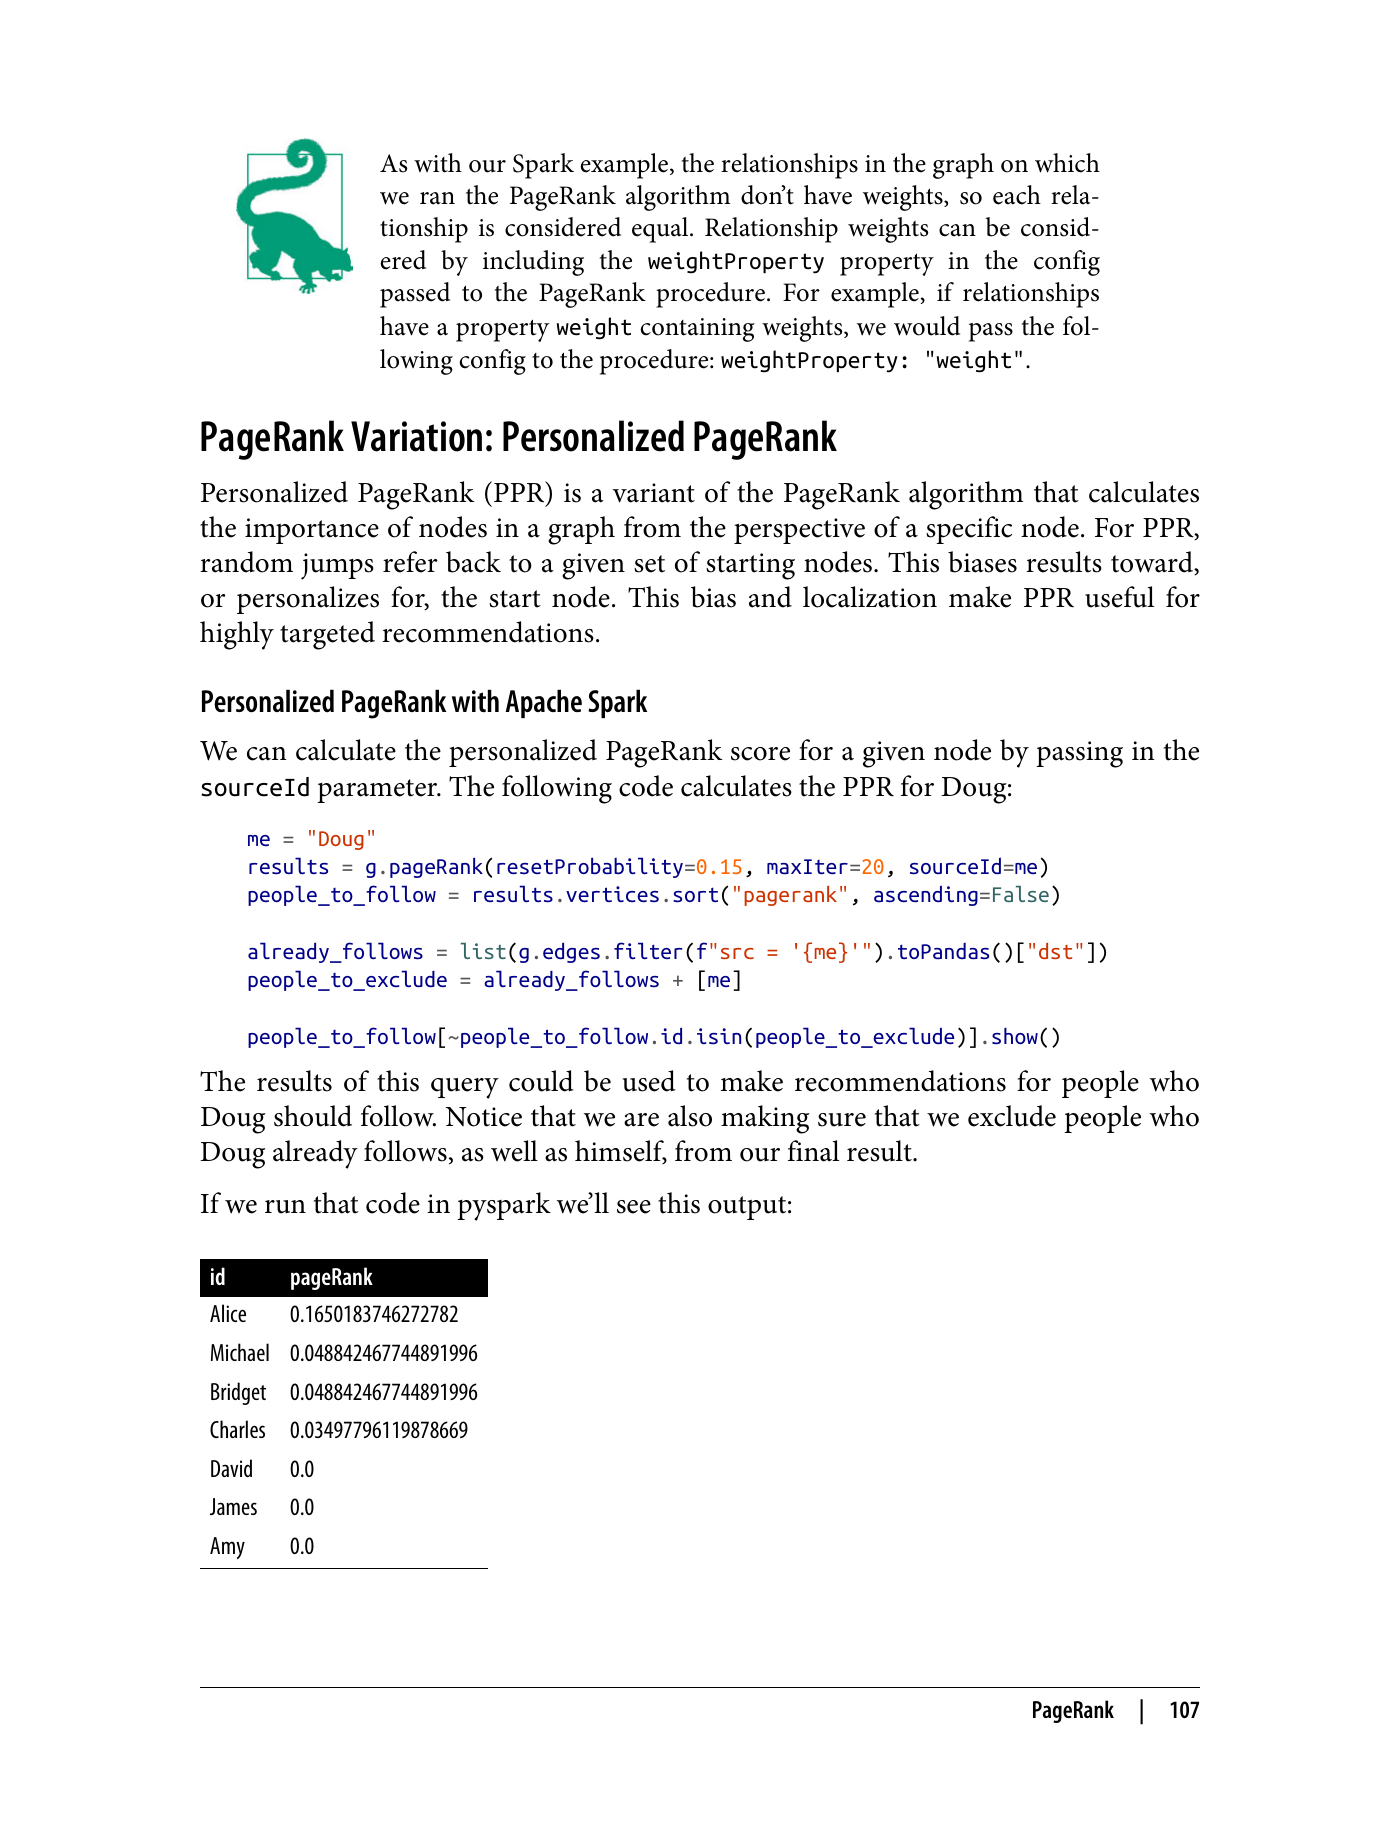 As with our Spark example, the relationships in the graph on which
we ran the PageRank algorithm don’t have weights, so each rela-
tionship is considered equal. Relationship weights can be consid-
ered by including the weightProperty property in the config
passed to the PageRank procedure. For example, if relationships
have a property weight containing weights, we would pass the fol-
lowing config to the procedure: weightProperty: "weight".
PageRank Variation: Personalized PageRank
Personalized PageRank (PPR) is a variant of the PageRank algorithm that calculates
the importance of nodes in a graph from the perspective of a specific node. For PPR,
random jumps refer back to a given set of starting nodes. This biases results toward,
or personalizes for, the start node. This bias and localization make PPR useful for
highly targeted recommendations.
Personalized PageRank with Apache Spark
We can calculate the personalized PageRank score for a given node by passing in the
sourceId parameter. The following code calculates the PPR for Doug:
me = "Doug"
results = g.pageRank(resetProbability=0.15, maxIter=20, sourceId=me)
people_to_follow = results.vertices.sort("pagerank", ascending=False)
already_follows = list(g.edges.filter(f"src = '{me}'").toPandas()["dst"])
people_to_exclude = already_follows + [me]
people_to_follow[~people_to_follow.id.isin(people_to_exclude)].show()
The results of this query could be used to make recommendations for people who
Doug should follow. Notice that we are also making sure that we exclude people who
Doug already follows, as well as himself, from our final result.
If we run that code in pyspark we’ll see this output:
id pageRank
Alice 0.1650183746272782
Michael 0.048842467744891996
Bridget 0.048842467744891996
Charles 0.03497796119878669
David 0.0
James 0.0
Amy 0.0
PageRank | 107